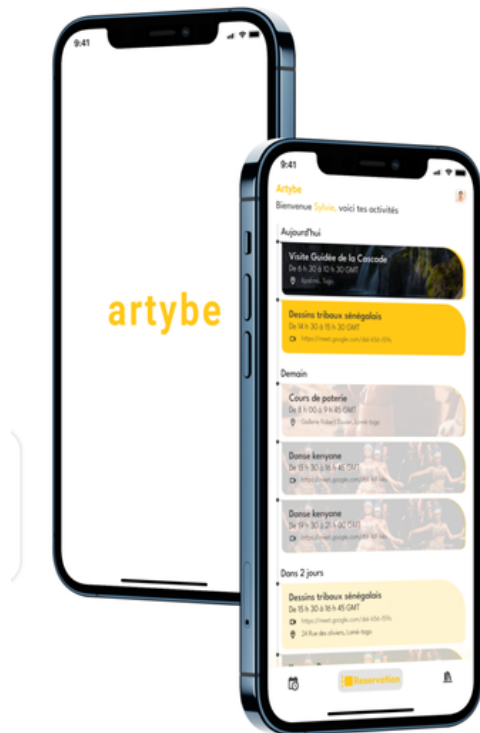 9:41
artybe
9:41
Artybe
Bienvenue Sylvie, voici tes activités
Aujourd'hui
Visite Guidée de la Cascade
De 6 h 30 à 10 h 30 GMT
Kpalimé, Togo
Dessins tribaux sénégalais
De 14 h 30 à 15 h 30 GMT
Demain
Cours de poterie
De 8 h 00 à 9 h 45 GMT
Danse kenyane
De 15 h 30 à 16 h 45 GMT
Danse kenyane
De 19 h 30 à 21 h 00 GMT
Dans 2 jours
Dessins tribaux sénégalais
De 15 h 30 à 16 h 45 GMT
24 Rue des oliviers, Lomé-togo
Reservation